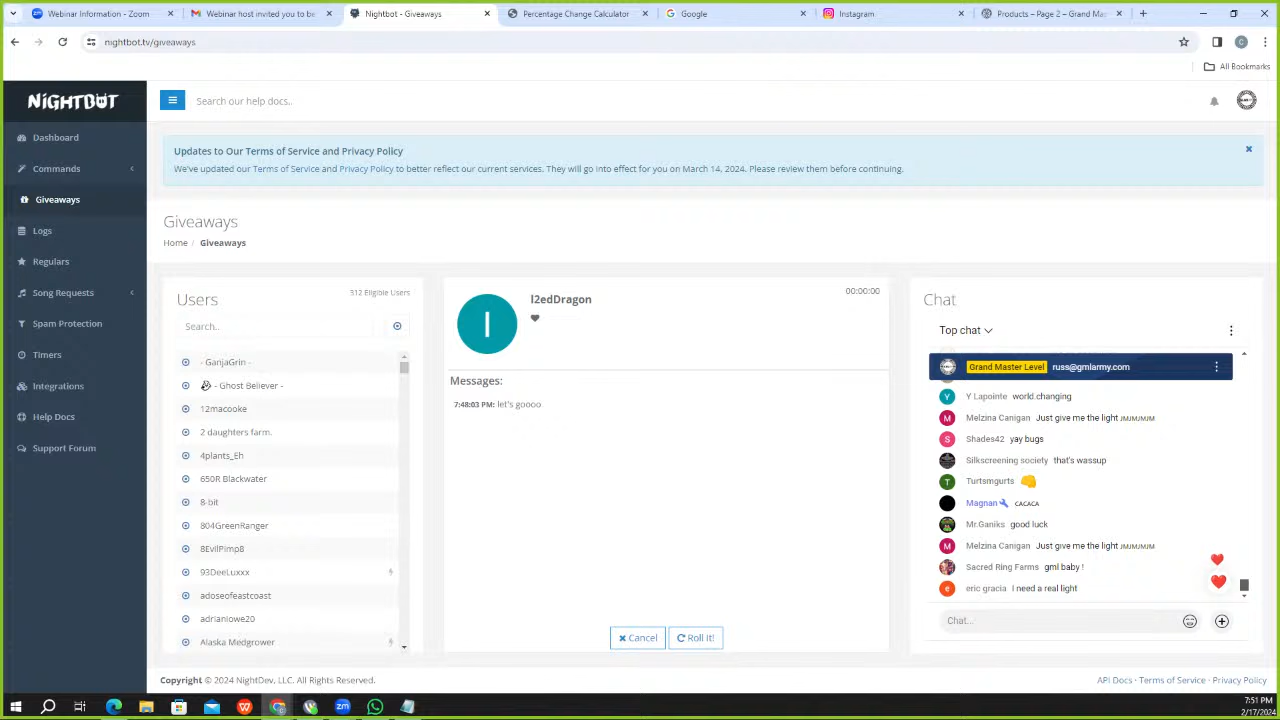 Webinar Information - Zoom
Webinar host invited you to be
Nightbot - Giveaways
Percentage Change Calculator
Google
Instagram
Products – Page 2 – Grand Mas
nightbot.tv/giveaways
All Bookmarks
NiGHTBOT
Search our help docs..
Dashboard
Commands
Giveaways
Logs
Regulars
Song Requests
Spam Protection
Timers
Integrations
Help Docs
Support Forum
Updates to Our Terms of Service and Privacy Policy
We've updated our Terms of Service and Privacy Policy to better reflect our current services. They will go into effect for you on March 14, 2024. Please review them before continuing.
Giveaways
Home / Giveaways
Users
312 Eligible Users
Search..
- GanjaGrin -
- Ghost Believer -
12macooke
2 daughters farm.
4plants_Eh
650R Blackwater
8-bit
804GreenRanger
8EvilPimp8
93DeeLuxxx
adoseofeastcoast
adrianlowe20
Alaska Medgrower
I
I2edDragon
00:00:00
Messages:
7:48:03 PM: let's goooo
Cancel
Roll It!
Chat
Top chat
Grand Master Level russ@gmlarmy.com
Y Y Lapointe world.changing
M Melzina Canigan Just give me the light JMJMJMJM
S Shades42 yay bugs
Silkscreening society that's wassup
T Turtsmgurts
Magnan CACACA
Mr.Ganiks good luck
M Melzina Canigan Just give me the light JMJMJMJM
Sacred Ring Farms gml baby !
e eric gracia I need a real light
Chat...
Copyright © 2024 NightDev, LLC. All Rights Reserved.
API Docs · Terms of Service · Privacy Policy
7:51 PM
2/17/2024